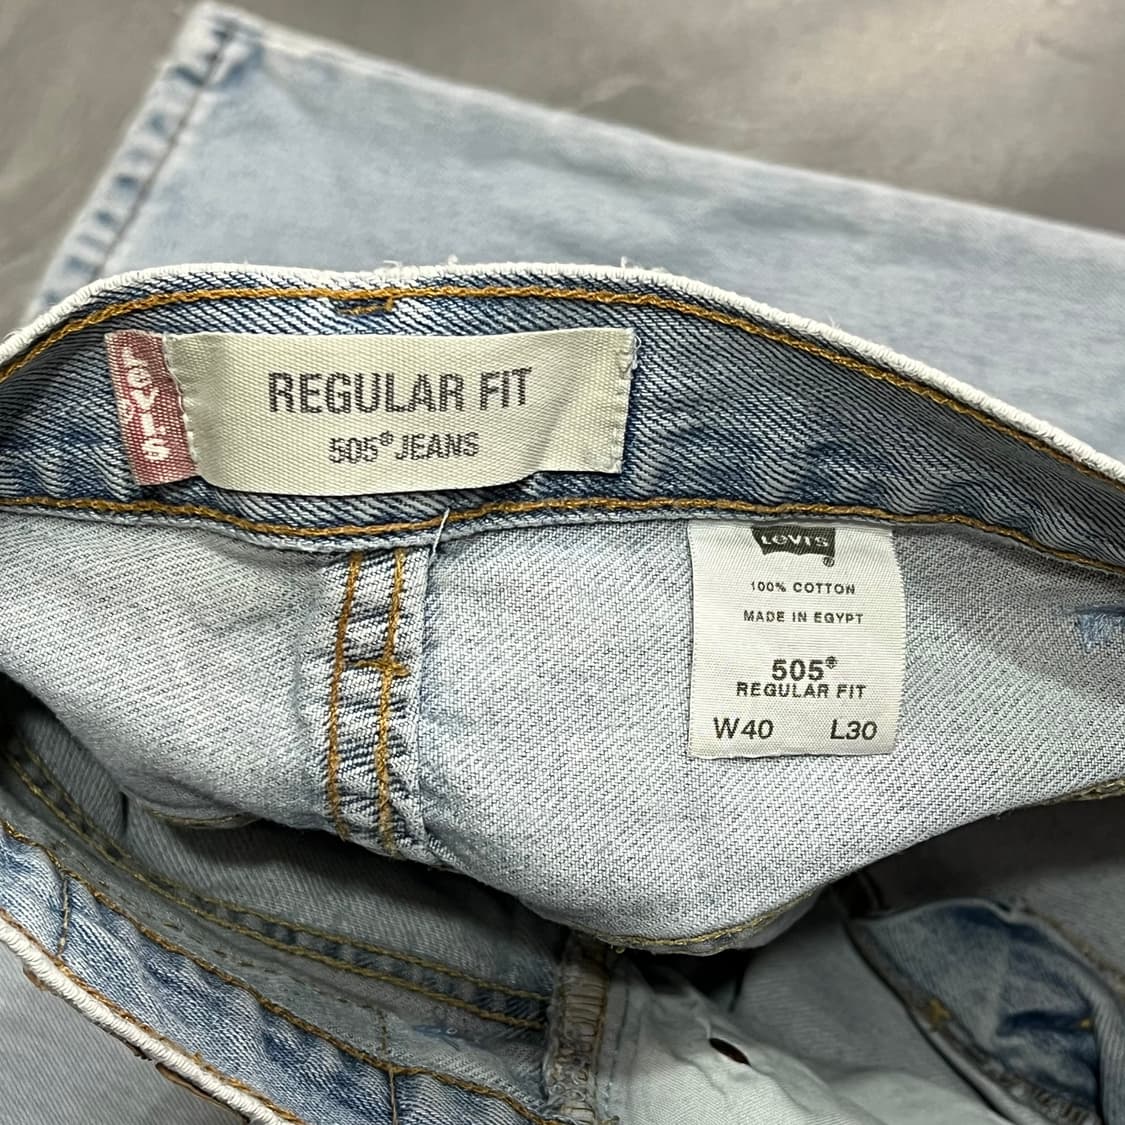 Levi's
REGULAR FIT
505® JEANS
Levi's®
100% COTTON
MADE IN EGYPT
505®
REGULAR FIT
W40 L30